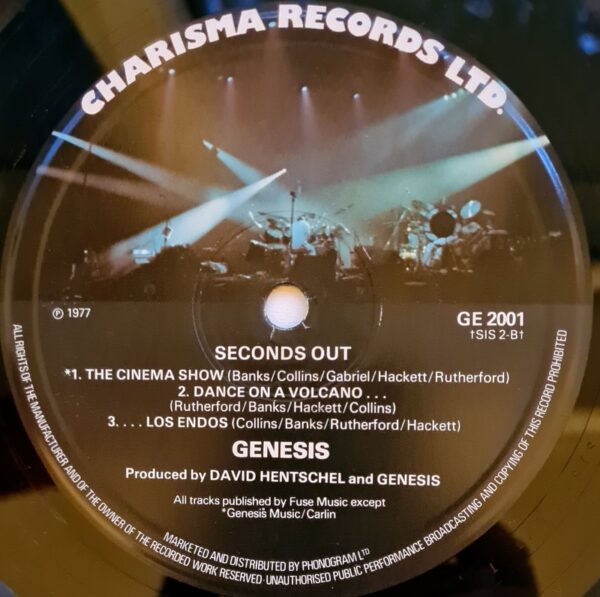 CHARISMA RECORDS LTD.
℗ 1977
GE 2001
†SIS 2-B†
SECONDS OUT
*1. THE CINEMA SHOW (Banks/Collins/Gabriel/Hackett/Rutherford)
2. DANCE ON A VOLCANO . . .
(Rutherford/Banks/Hackett/Collins)
3. . . . LOS ENDOS (Collins/Banks/Rutherford/Hackett)
GENESIS
Produced by DAVID HENTSCHEL and GENESIS
All tracks published by Fuse Music except
*Genesis Music/Carlin
MARKETED AND DISTRIBUTED BY PHONOGRAM LTD
ALL RIGHTS OF THE MANUFACTURER AND OF THE OWNER OF THE RECORDED WORK RESERVED · UNAUTHORISED PUBLIC PERFORMANCE BROADCASTING AND COPYING OF THIS RECORD PROHIBITED